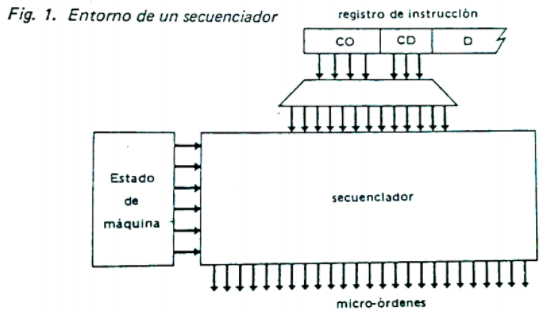 Fig. 1. Entorno de un secuenciador
registro de instrucción
CO CD D
Estado
de
máquina
secuenciador
micro-órdenes